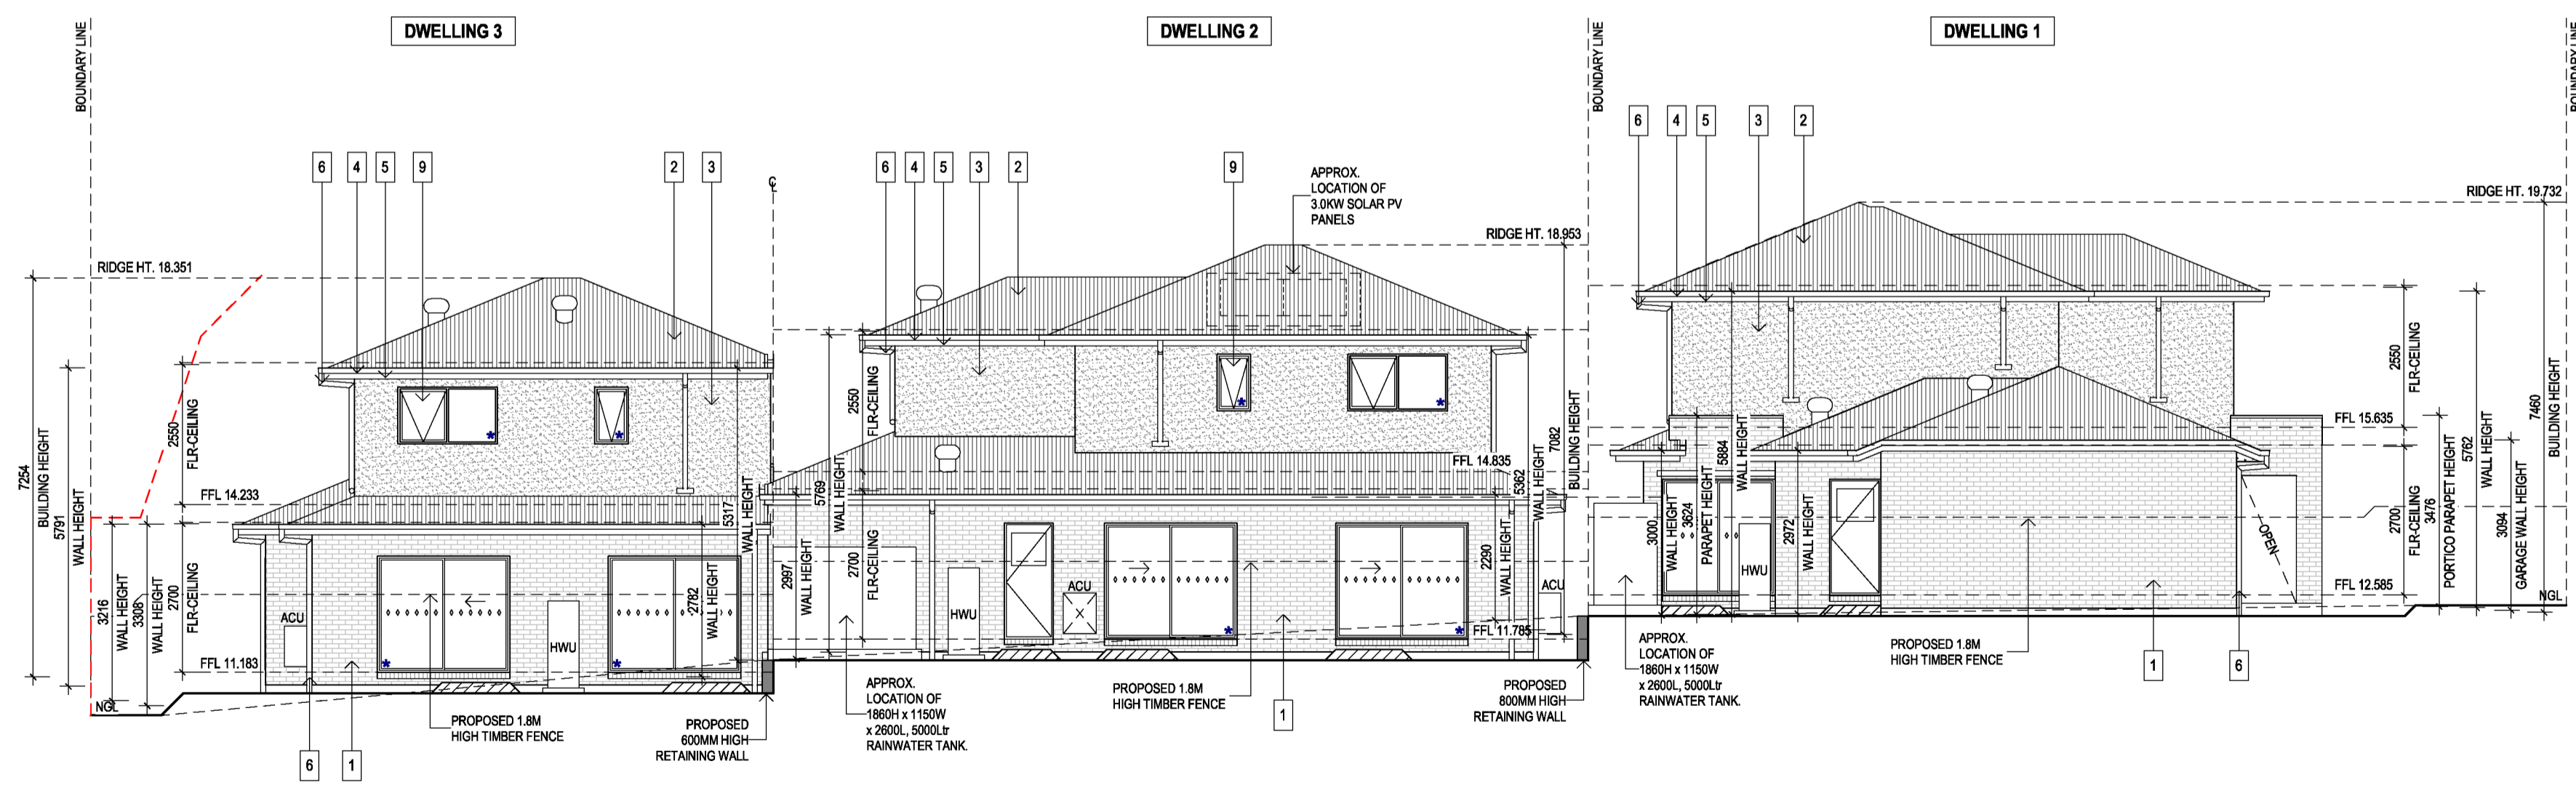 DWELLING 3
DWELLING 2
DWELLING 1
BOUNDARY LINE
BOUNDARY LINE
BOUNDARY LINE
6
4
5
9
2
3
℄
6
4
5
3
2
9
APPROX.
LOCATION OF
3.0KW SOLAR PV
PANELS
6
4
5
3
2
RIDGE HT. 18.351
RIDGE HT. 18.953
RIDGE HT. 19.732
7254
BUILDING HEIGHT
5791
WALL HEIGHT
3216
WALL HEIGHT
3308
WALL HEIGHT
2550
FLR-CEILING
2700
FLR-CEILING
FFL 14.233
FFL 11.183
NGL
ACU
HWU
*
*
*
*
2782
WALL HEIGHT
5317
WALL HEIGHT
6
1
PROPOSED 1.8M
HIGH TIMBER FENCE
PROPOSED
600MM HIGH
RETAINING WALL
2997
WALL HEIGHT
5769
WALL HEIGHT
2550
FLR-CEILING
2700
FLR-CEILING
HWU
ACU
X
*
*
*
*
FFL 14.835
FFL 11.785
2290
WALL HEIGHT
5362
WALL HEIGHT
7082
BUILDING HEIGHT
ACU
APPROX.
LOCATION OF
1860H x 1150W
x 2600L, 5000Ltr
RAINWATER TANK.
PROPOSED 1.8M
HIGH TIMBER FENCE
1
PROPOSED
800MM HIGH
RETAINING WALL
3000
WALL HEIGHT
3624
PARAPET HEIGHT
5884
WALL HEIGHT
2972
WALL HEIGHT
HWU
OPEN
APPROX.
LOCATION OF
1860H x 1150W
x 2600L, 5000Ltr
RAINWATER TANK.
PROPOSED 1.8M
HIGH TIMBER FENCE
1
6
FFL 15.635
FFL 12.585
2550
FLR-CEILING
2700
FLR-CEILING
3476
PORTICO PARAPET HEIGHT
5762
WALL HEIGHT
3094
GARAGE WALL HEIGHT
7460
BUILDING HEIGHT
NGL